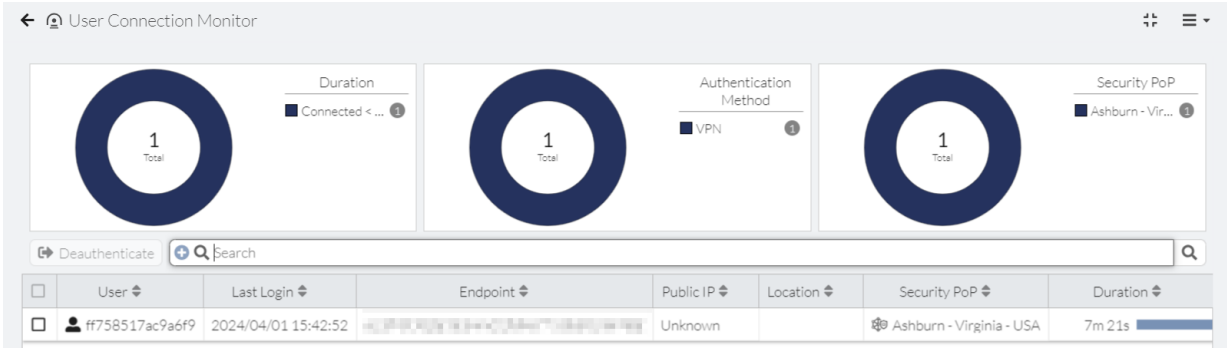 User Connection Monitor
Duration
Connected < ... 1
1
Total
Authentication
Method
VPN 1
1
Total
Security PoP
Ashburn - Vir... 1
1
Total
Deauthenticate Search
User Last Login Endpoint Public IP Location Security PoP Duration
ff758517ac9a6f9 2024/04/01 15:42:52 Unknown Ashburn - Virginia - USA 7m 21s